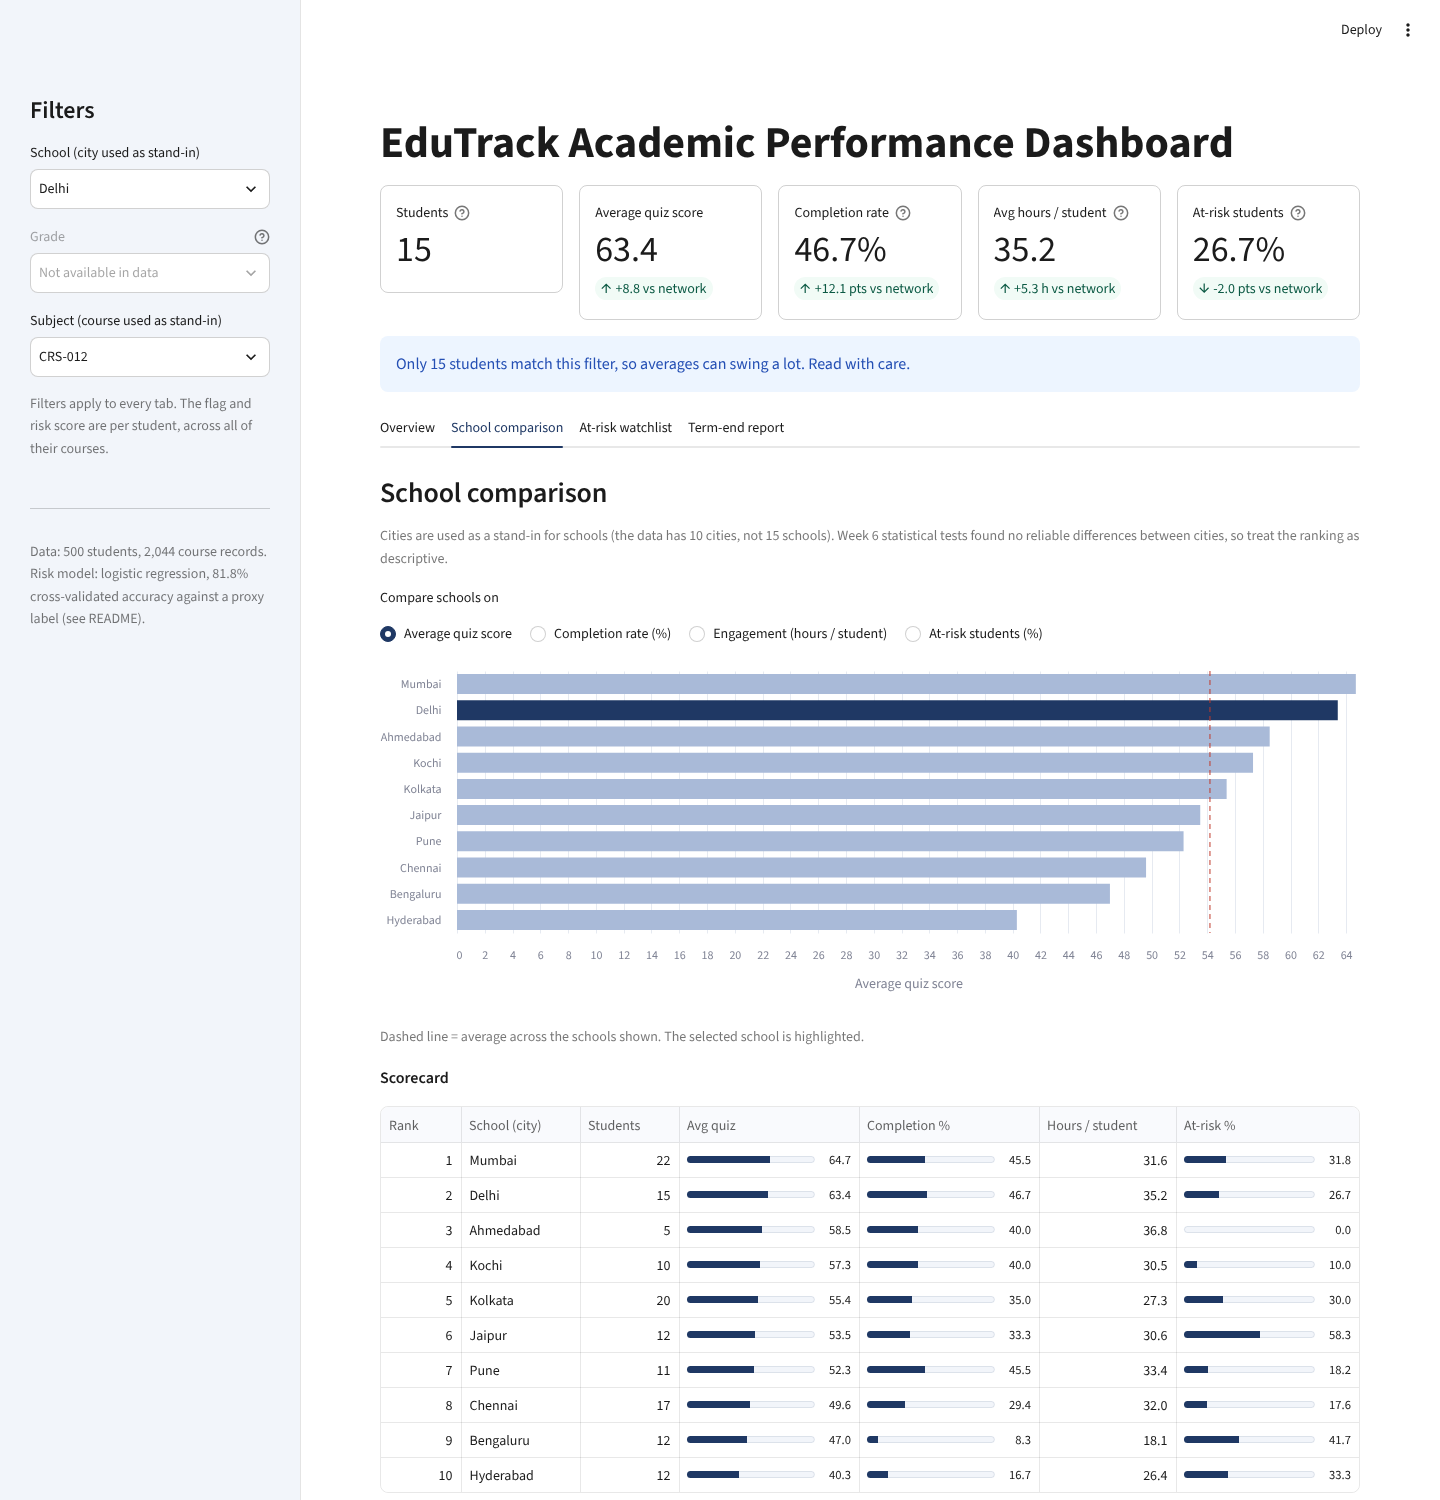 Deploy
Filters
School (city used as stand-in)
Delhi
Grade
Not available in data
Subject (course used as stand-in)
CRS-012
Filters apply to every tab. The flag and
risk score are per student, across all of
their courses.
Data: 500 students, 2,044 course records.
Risk model: logistic regression, 81.8%
cross-validated accuracy against a proxy
label (see README).
EduTrack Academic Performance Dashboard
Students
15
Average quiz score
63.4
↑ +8.8 vs network
Completion rate
46.7%
↑ +12.1 pts vs network
Avg hours / student
35.2
↑ +5.3 h vs network
At-risk students
26.7%
↓ -2.0 pts vs network
Only 15 students match this filter, so averages can swing a lot. Read with care.
Overview School comparison At-risk watchlist Term-end report
School comparison
Cities are used as a stand-in for schools (the data has 10 cities, not 15 schools). Week 6 statistical tests found no reliable differences between cities, so treat the ranking as
descriptive.
Compare schools on
Average quiz score Completion rate (%) Engagement (hours / student) At-risk students (%)
Mumbai
Delhi
Ahmedabad
Kochi
Kolkata
Jaipur
Pune
Chennai
Bengaluru
Hyderabad
0 2 4 6 8 10 12 14 16 18 20 22 24 26 28 30 32 34 36 38 40 42 44 46 48 50 52 54 56 58 60 62 64
Average quiz score
Dashed line = average across the schools shown. The selected school is highlighted.
Scorecard
Rank School (city) Students Avg quiz Completion % Hours / student At-risk %
1 Mumbai 22 64.7 45.5 31.6 31.8
2 Delhi 15 63.4 46.7 35.2 26.7
3 Ahmedabad 5 58.5 40.0 36.8 0.0
4 Kochi 10 57.3 40.0 30.5 10.0
5 Kolkata 20 55.4 35.0 27.3 30.0
6 Jaipur 12 53.5 33.3 30.6 58.3
7 Pune 11 52.3 45.5 33.4 18.2
8 Chennai 17 49.6 29.4 32.0 17.6
9 Bengaluru 12 47.0 8.3 18.1 41.7
10 Hyderabad 12 40.3 16.7 26.4 33.3